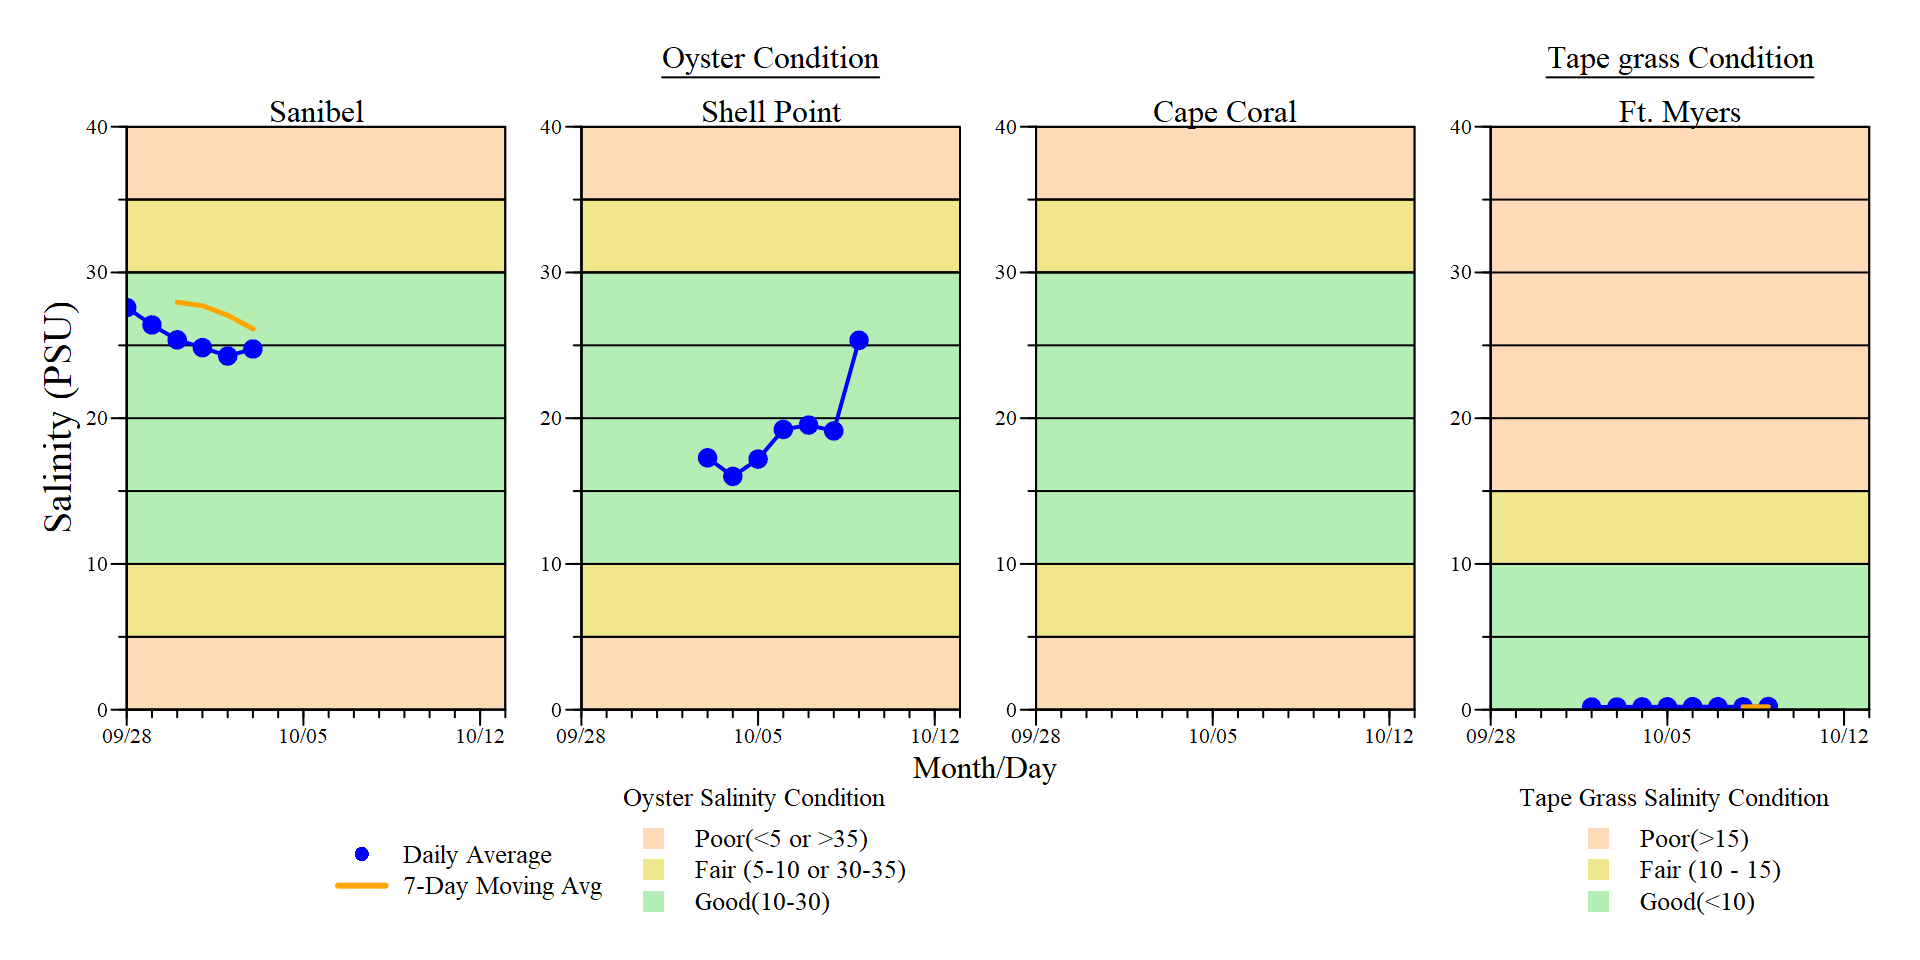 Oyster Condition
Tape grass Condition
Sanibel
Shell Point
Cape Coral
Ft. Myers
Salinity (PSU)
40
30
20
10
0
09/28
10/05
10/12
40
30
20
10
0
09/28
10/05
10/12
40
30
20
10
0
09/28
10/05
10/12
40
30
20
10
0
09/28
10/05
10/12
Month/Day
Daily Average
7-Day Moving Avg
Oyster Salinity Condition
Poor(<5 or >35)
Fair (5-10 or 30-35)
Good(10-30)
Tape Grass Salinity Condition
Poor(>15)
Fair (10 - 15)
Good(<10)